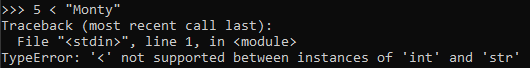 >>> 5 < "Monty"
Traceback (most recent call last):
  File "<stdin>", line 1, in <module>
TypeError: '<' not supported between instances of 'int' and 'str'